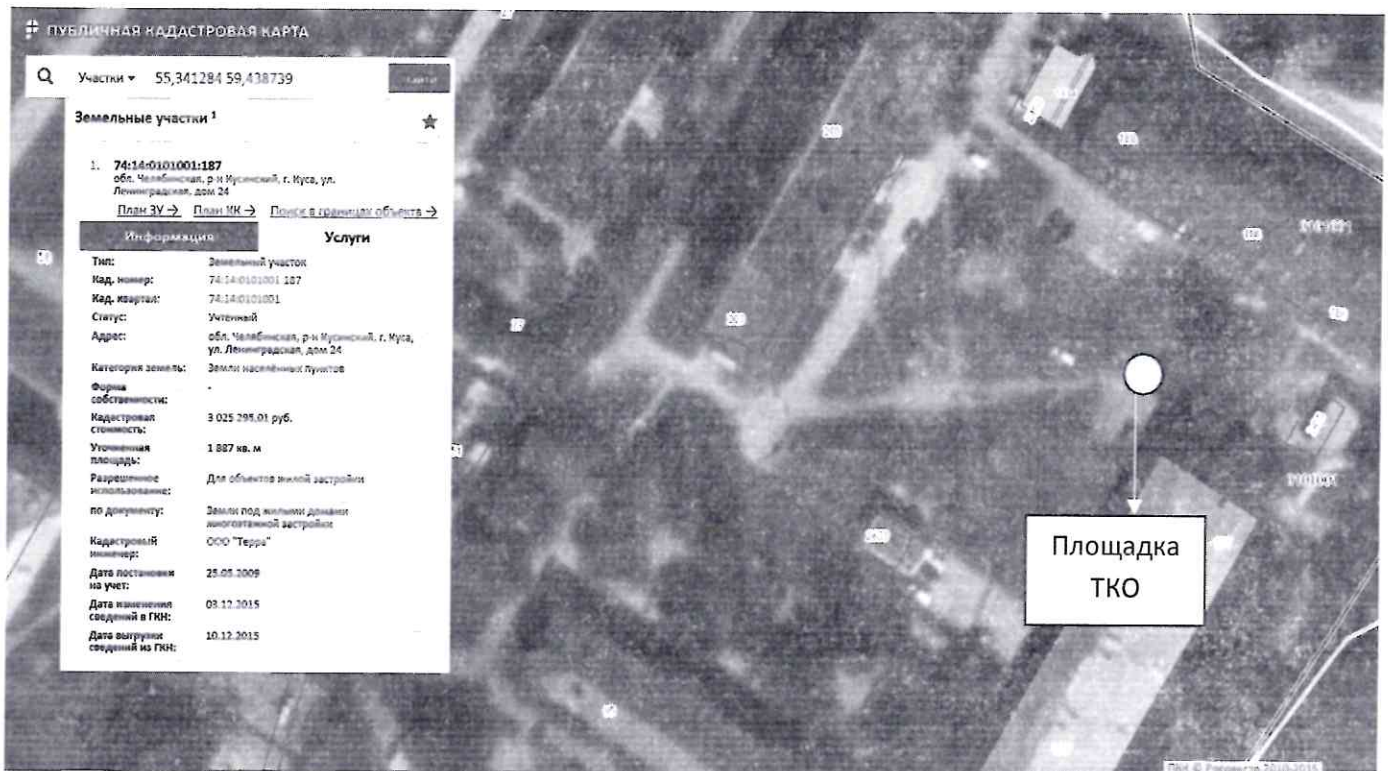 ПУБЛИЧНАЯ КАДАСТРОВАЯ КАРТА
Участки 55,341284 59,438739
Найти
Земельные участки 1
1. 74:14:0101001:187
обл. Челябинская, р-н Кусинский, г. Куса, ул.
Ленинградская, дом 24
План ЗУ → План КК → Поиск в границах объекта →
Информация Услуги
Тип: Земельный участок
Кад. номер: 74:14:0101001:187
Кад. квартал: 74:14:0101001
Статус: Учтенный
Адрес: обл. Челябинская, р-н Кусинский, г. Куса,
ул. Ленинградская, дом 24
Категория земель: Земли населённых пунктов
Форма
собственности: -
Кадастровая
стоимость: 3 025 295,01 руб.
Уточненная
площадь: 1 887 кв. м
Разрешенное
использование: Для объектов жилой застройки
по документу: Земли под жилыми домами
многоэтажной застройки
Кадастровый
инженер: ООО "Терра"
Дата постановки
на учет: 25.05.2009
Дата изменения
сведений в ГКН: 03.12.2015
Дата выгрузки
сведений из ГКН: 10.12.2015
Площадка
ТКО
ПКК © Росреестр 2010-2015